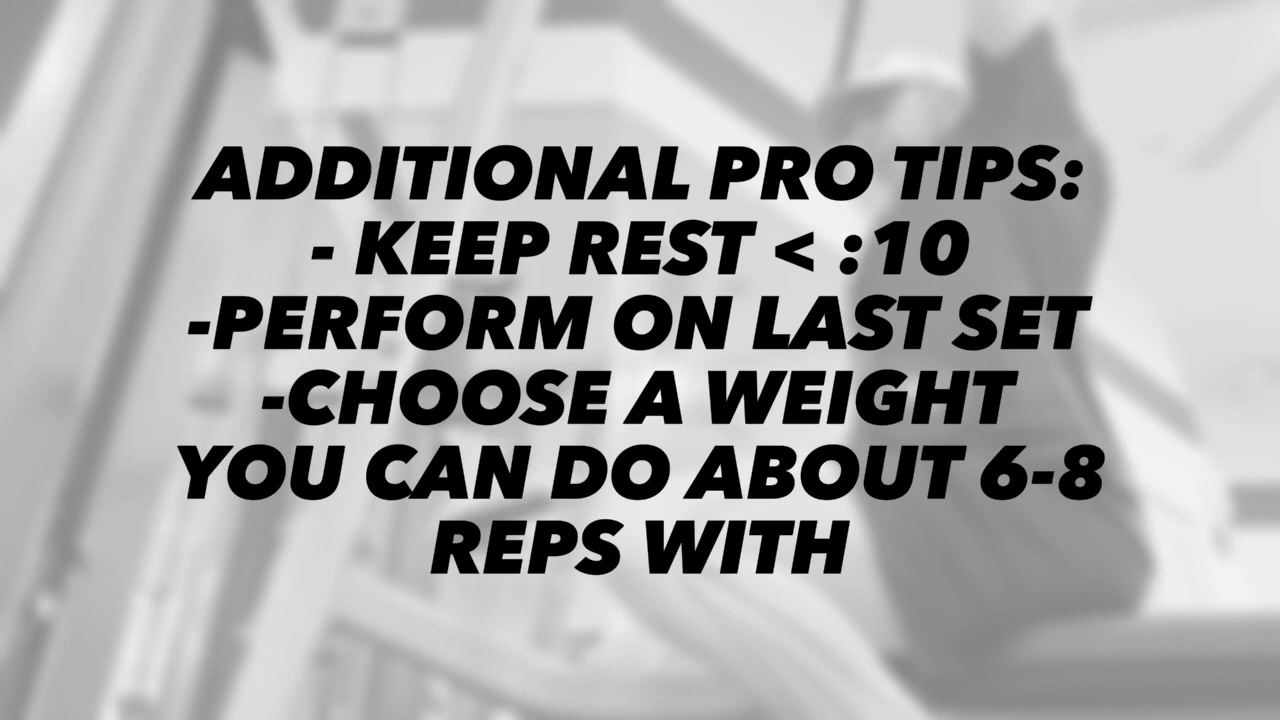 ADDITIONAL PRO TIPS:
- KEEP REST < :10
-PERFORM ON LAST SET
-CHOOSE A WEIGHT
YOU CAN DO ABOUT 6-8
REPS WITH